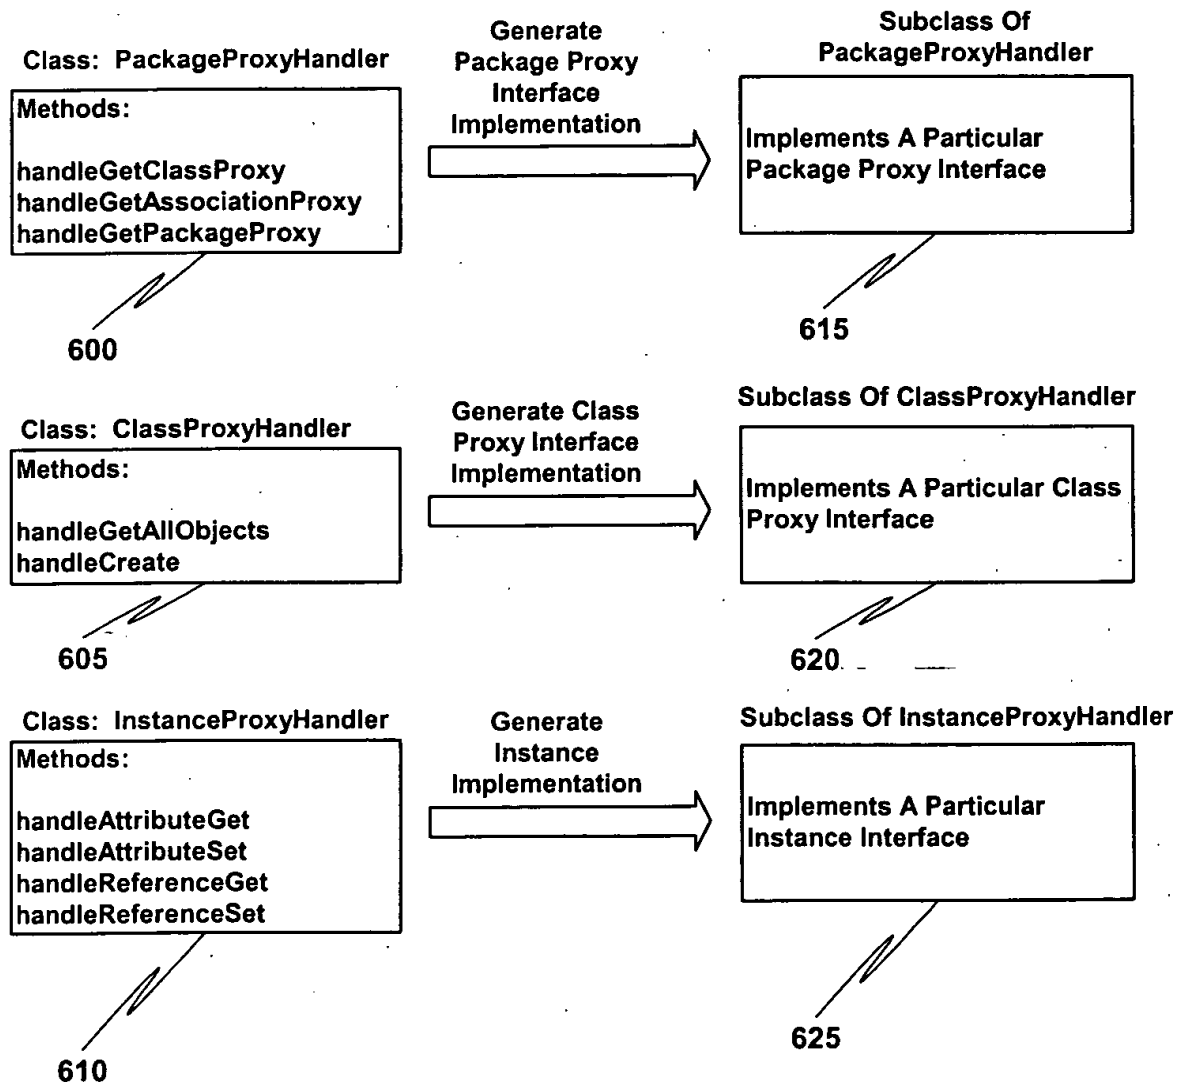 Class: PackageProxyHandler
Methods:
handleGetClassProxy
handleGetAssociationProxy
handleGetPackageProxy
600
Generate
Package Proxy
Interface
Implementation
Subclass Of
PackageProxyHandler
Implements A Particular
Package Proxy Interface
615
Class: ClassProxyHandler
Methods:
handleGetAllObjects
handleCreate
605
Generate Class
Proxy Interface
Implementation
Subclass Of ClassProxyHandler
Implements A Particular Class
Proxy Interface
620
Class: InstanceProxyHandler
Methods:
handleAttributeGet
handleAttributeSet
handleReferenceGet
handleReferenceSet
610
Generate
Instance
Implementation
Subclass Of InstanceProxyHandler
Implements A Particular
Instance Interface
625